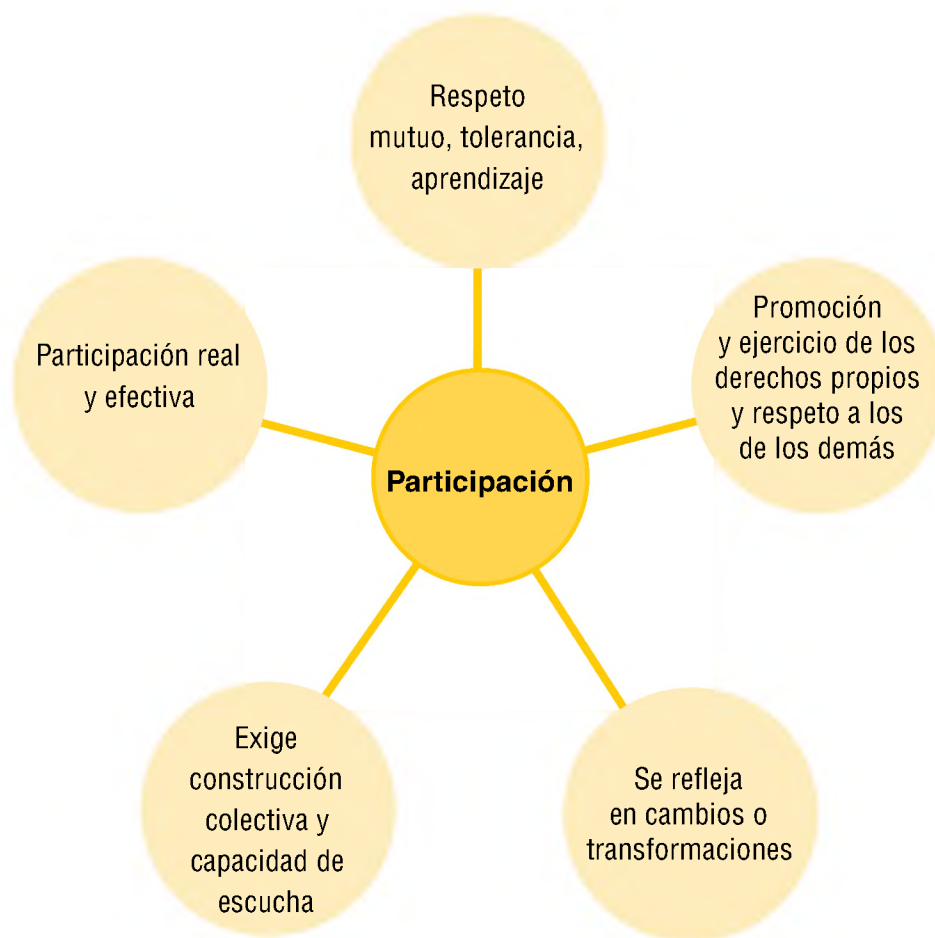 Respeto
mutuo, tolerancia,
aprendizaje
Promoción
y ejercicio de los
derechos propios
y respeto a los
de los demás
Participación real
y efectiva
Participación
Exige
construcción
colectiva y
capacidad de
escucha
Se refleja
en cambios o
transformaciones